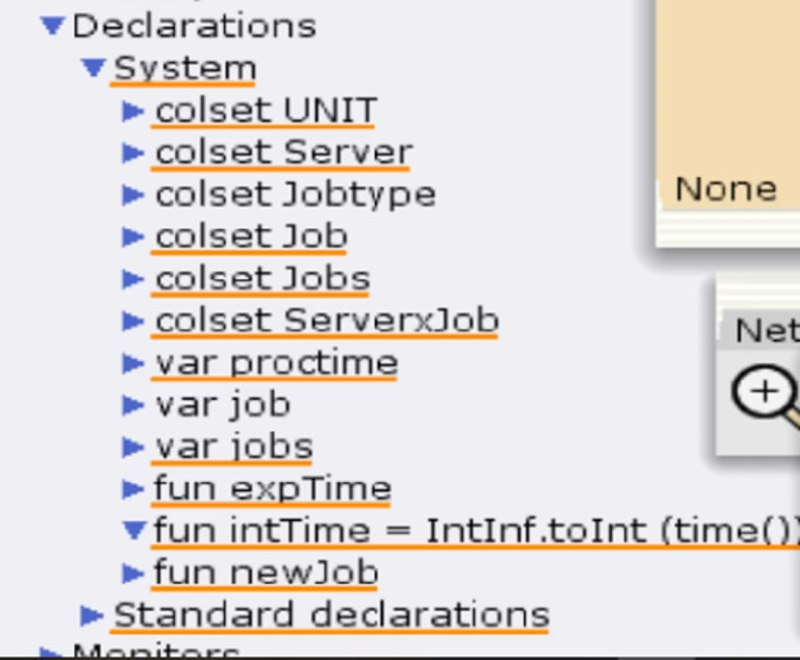 Declarations
System
colset UNIT
colset Server
colset Jobtype
colset Job
colset Jobs
colset ServerxJob
var proctime
var job
var jobs
fun expTime
fun intTime = IntInf.toInt (time())
fun newJob
Standard declarations
Monitors
None
Net